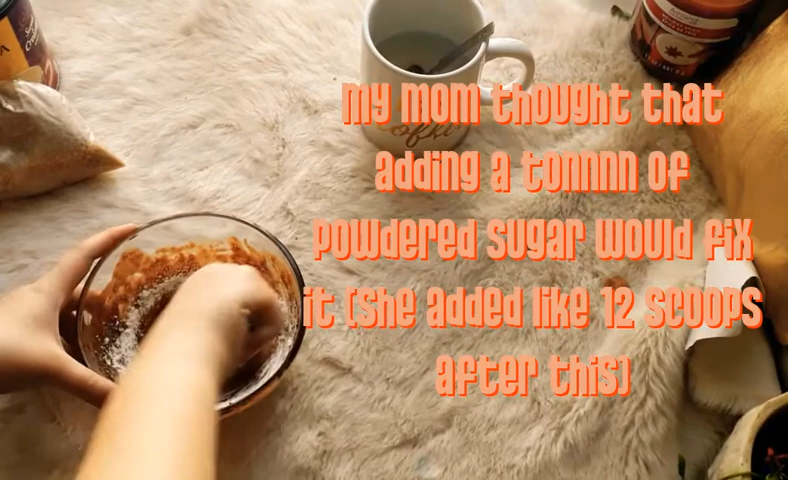 my mom thought that
adding a tonnnn of
powdered sugar would fix
it (she added like 12 scoops
after this)